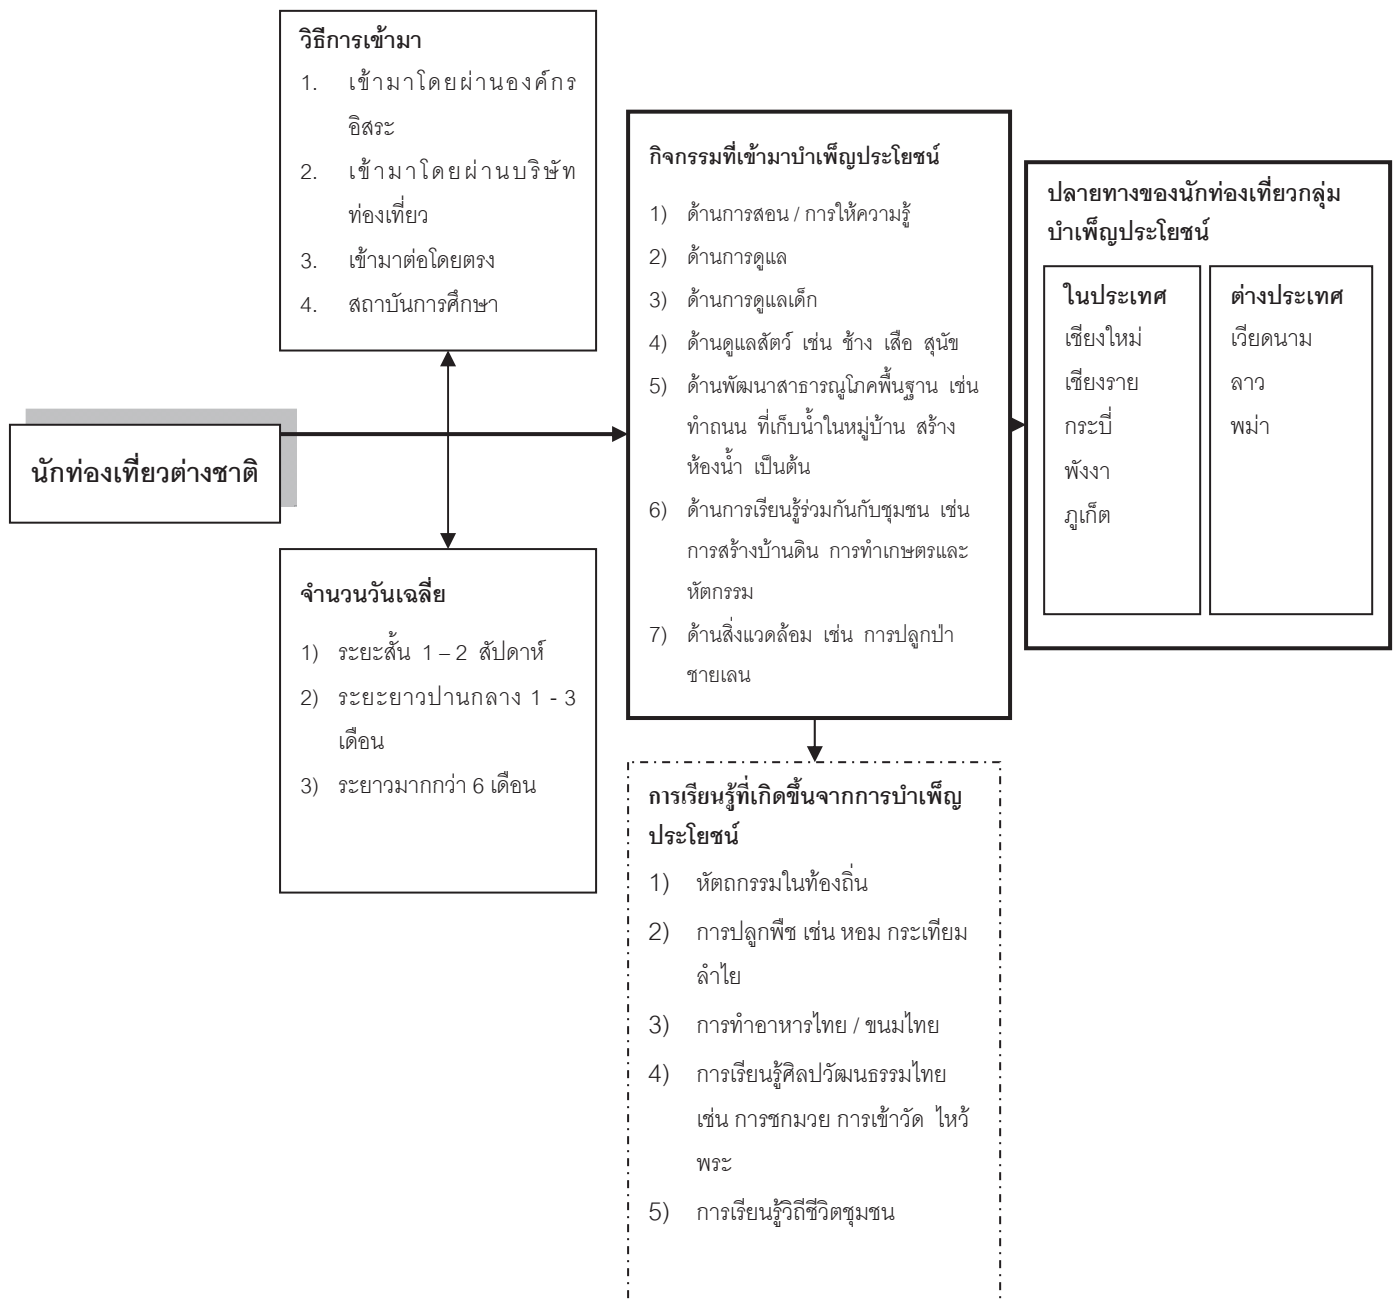 วิธีการเข้ามา
1. เข้ามาโดยผ่านองค์กร
อิสระ
2. เข้ามาโดยผ่านบริษัท
ท่องเที่ยว
3. เข้ามาต่อโดยตรง
4. สถาบันการศึกษา
นักท่องเที่ยวต่างชาติ
จำนวนวันเฉลี่ย
1) ระยะสั้น 1 – 2 สัปดาห์
2) ระยะยาวปานกลาง 1 - 3
เดือน
3) ระยาวมากกว่า 6 เดือน
กิจกรรมที่เข้ามาบำเพ็ญประโยชน์
1) ด้านการสอน / การให้ความรู้
2) ด้านการดูแล
3) ด้านการดูแลเด็ก
4) ด้านดูแลสัตว์ เช่น ช้าง เสือ สุนัข
5) ด้านพัฒนาสาธารณูโภคพื้นฐาน เช่น
ทำถนน ที่เก็บน้ำในหมู่บ้าน สร้าง
ห้องน้ำ เป็นต้น
6) ด้านการเรียนรู้ร่วมกันกับชุมชน เช่น
การสร้างบ้านดิน การทำเกษตรและ
หัตกรรม
7) ด้านสิ่งแวดล้อม เช่น การปลูกป่า
ชายเลน
การเรียนรู้ที่เกิดขึ้นจากการบำเพ็ญ
ประโยชน์
1) หัตถกรรมในท้องถิ่น
2) การปลูกพืช เช่น หอม กระเทียม
ลำไย
3) การทำอาหารไทย / ขนมไทย
4) การเรียนรู้ศิลปวัฒนธรรมไทย
เช่น การชกมวย การเข้าวัด ไหว้
พระ
5) การเรียนรู้วิถีชีวิตชุมชน
ปลายทางของนักท่องเที่ยวกลุ่ม
บำเพ็ญประโยชน์
ในประเทศ
เชียงใหม่
เชียงราย
กระบี่
พังงา
ภูเก็ต
ต่างประเทศ
เวียดนาม
ลาว
พม่า